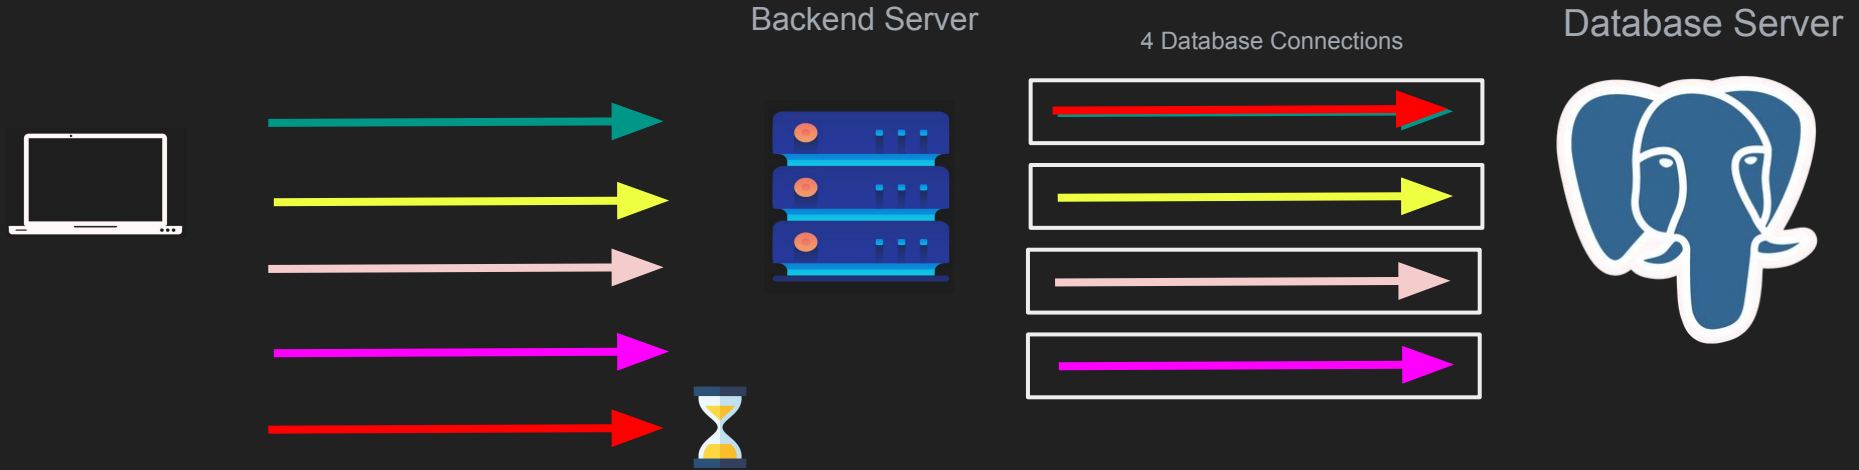 Backend Server
4 Database Connections
Database Server